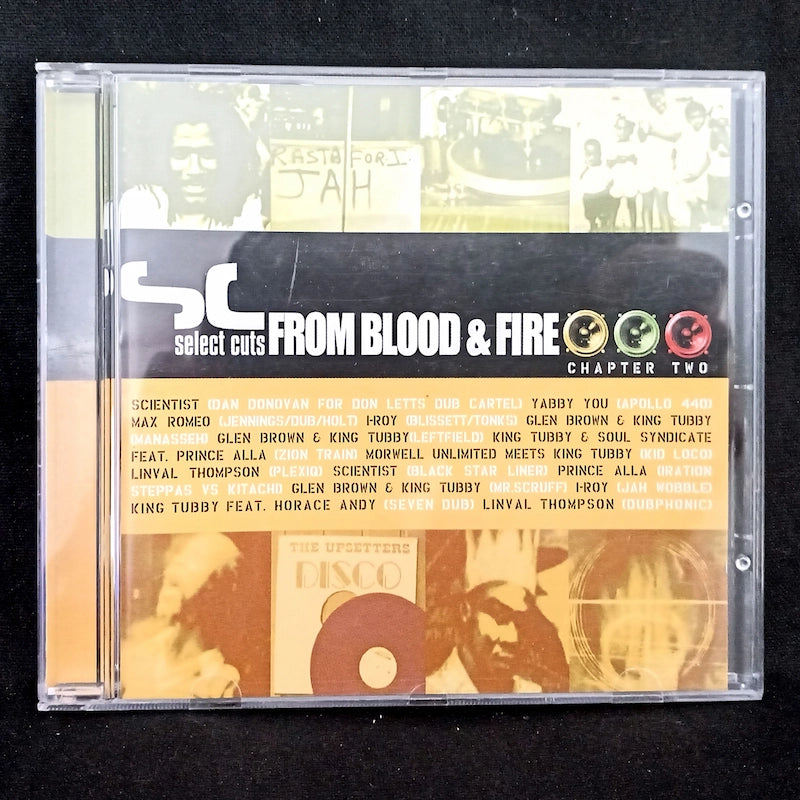 RASTA FOR I
JAH
SC
select cuts FROM BLOOD & FIRE
CHAPTER TWO
SCIENTIST (DAN DONOVAN FOR DON LETTS DUB CARTEL) YABBY YOU (APOLLO 440)
MAX ROMEO (JENNINGS/DUB/HOLT) I-ROY (BLISSETT/TONKS) GLEN BROWN & KING TUBBY
(MANASSEH) GLEN BROWN & KING TUBBY(LEFTFIELD) KING TUBBY & SOUL SYNDICATE
FEAT. PRINCE ALLA (ZION TRAIN) MORWELL UNLIMITED MEETS KING TUBBY (KID LOCO)
LINVAL THOMPSON (PLEXIQ) SCIENTIST (BLACK STAR LINER) PRINCE ALLA (IRATION
STEPPAS VS KITACHI) GLEN BROWN & KING TUBBY (MR.SCRUFF) I-ROY (JAH WOBBLE)
KING TUBBY FEAT. HORACE ANDY (SEVEN DUB) LINVAL THOMPSON (DUBPHONIC)
THE UPSETTERS
DISCO